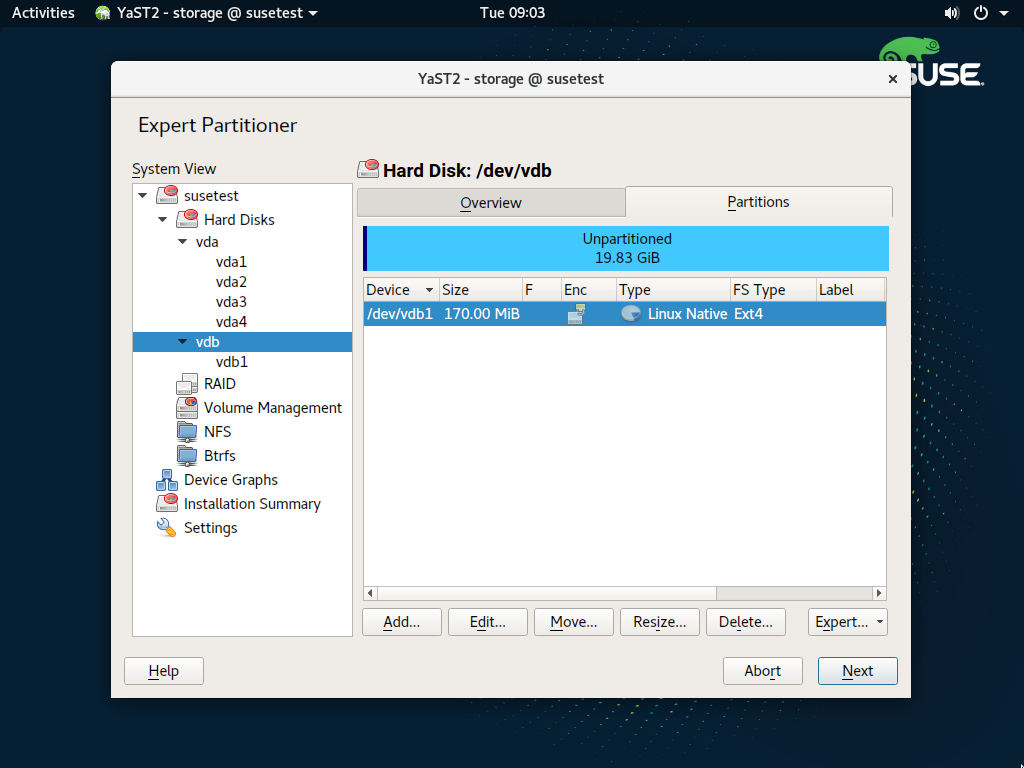 Activities YaST2 - storage @ susetest Tue 09:03
SUSE.
YaST2 - storage @ susetest
Expert Partitioner
System View
susetest
Hard Disks
vda
vda1
vda2
vda3
vda4
vdb
vdb1
RAID
Volume Management
NFS
Btrfs
Device Graphs
Installation Summary
Settings
Hard Disk: /dev/vdb
Overview Partitions
Unpartitioned
19.83 GiB
Device Size F Enc Type FS Type Label
/dev/vdb1 170.00 MiB Linux Native Ext4
Add... Edit... Move... Resize... Delete... Expert...
Help Abort Next